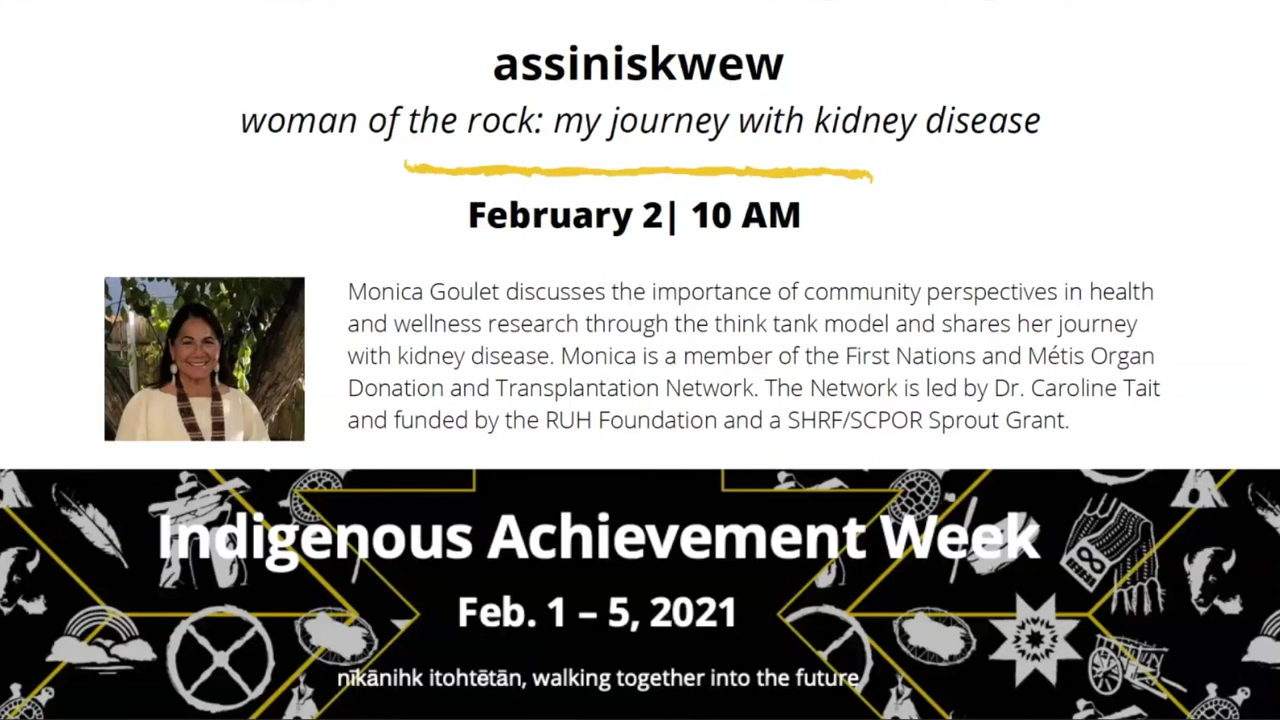 assiniskwew
woman of the rock: my journey with kidney disease
February 2| 10 AM
Monica Goulet discusses the importance of community perspectives in health
and wellness research through the think tank model and shares her journey
with kidney disease. Monica is a member of the First Nations and Métis Organ
Donation and Transplantation Network. The Network is led by Dr. Caroline Tait
and funded by the RUH Foundation and a SHRF/SCPOR Sprout Grant.
Indigenous Achievement Week
Feb. 1 – 5, 2021
nīkānihk itohtētān, walking together into the future